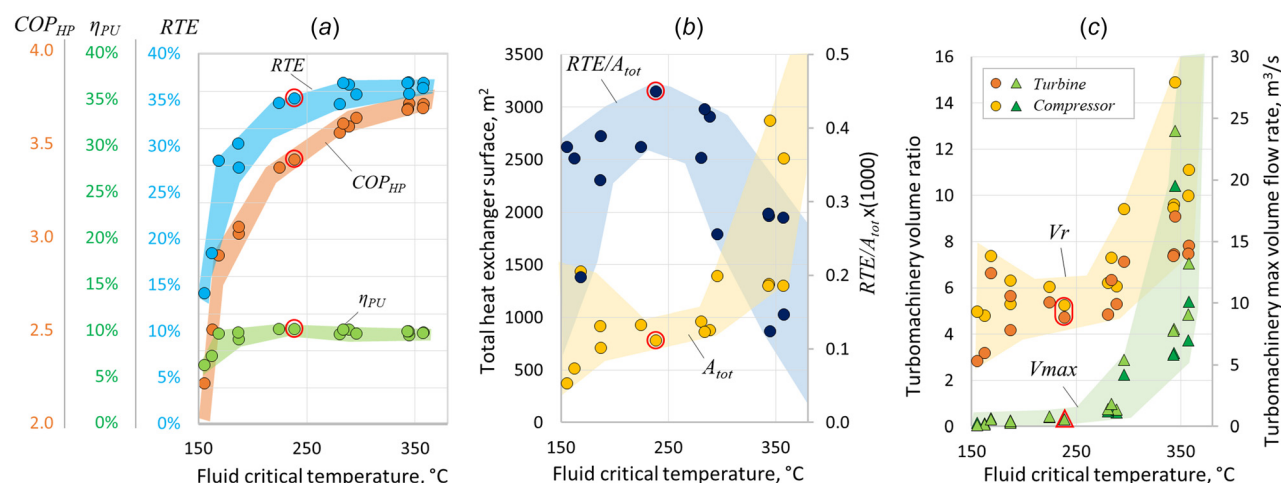 COP_HP η_PU RTE (a) (b) (c)
4.0 40% 40% 3500 0.5 16 30
RTE
RTE/A_tot
Turbine
35% 35% 3000 14 25
Compressor
3.5 30% 30% 2500 0.4 12
COP_HP
25% 25% 2000 0.3 10 20
3.0 20% 20% 1500 8 15
Vr
15% 15% 0.2 6
η_PU
2.5 10% 10% 1000 0.1 4 10
A_tot
Vmax
5% 5% 500 2 5
2.0 0% 0% 0 0.0 0 0
150 250 350 150 250 350 150 250 350
Fluid critical temperature, °C Fluid critical temperature, °C Fluid critical temperature, °C
Total heat exchanger surface, m²
RTE/A_tot x(1000)
Turbomachinery volume ratio
Turbomachinery max volume flow rate, m³/s